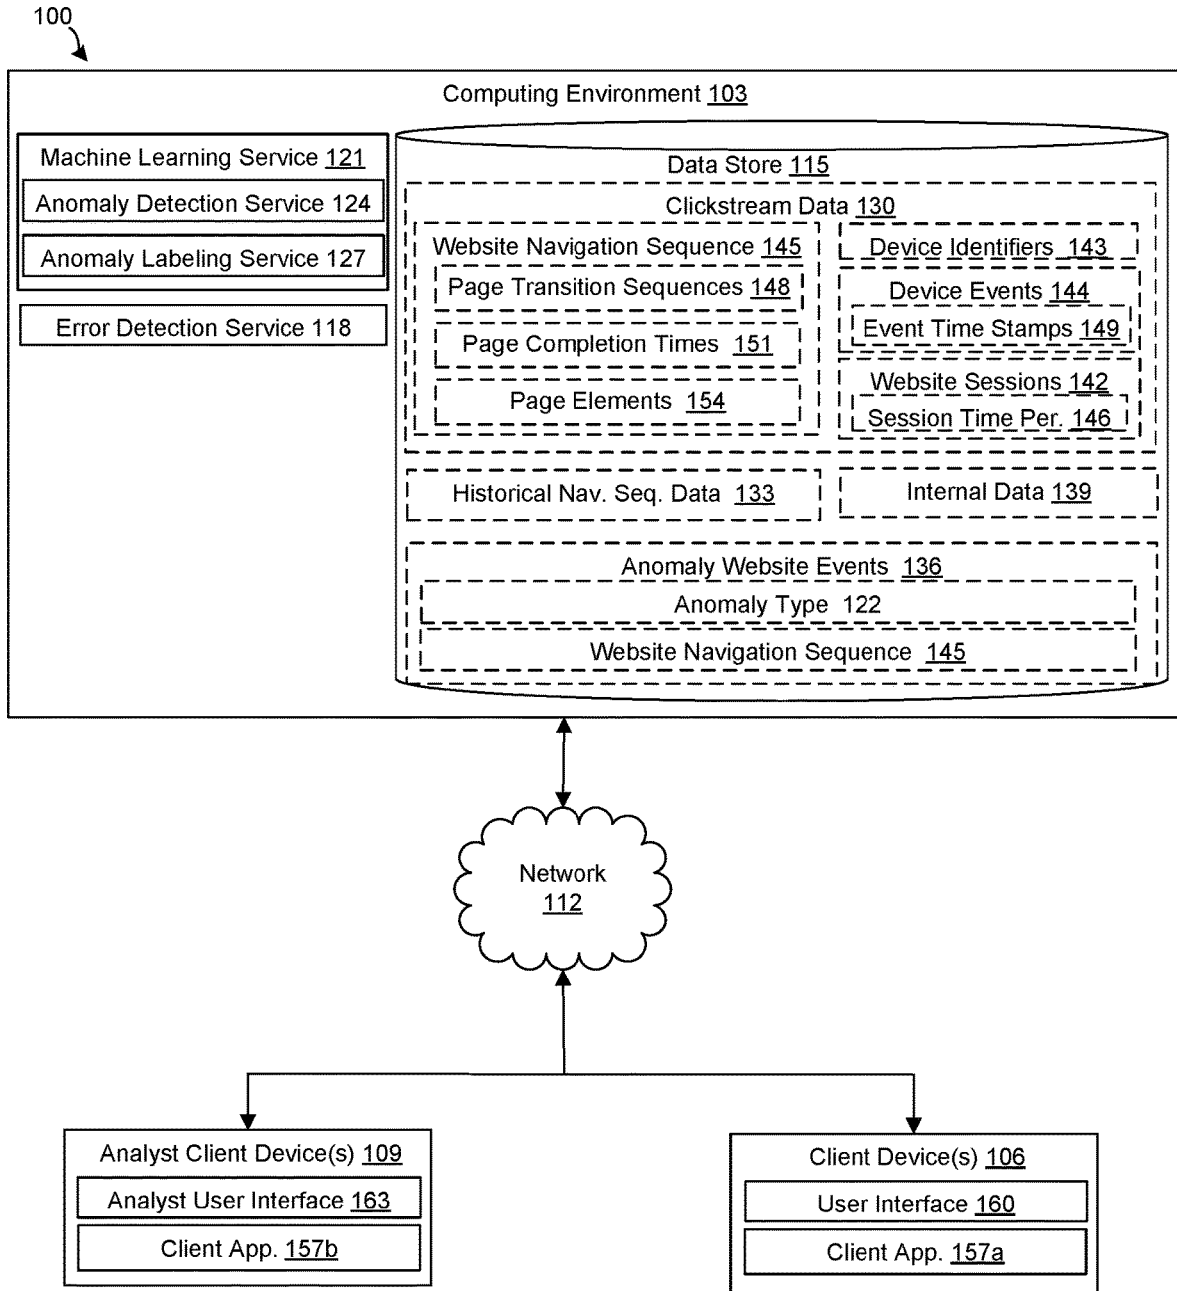 100
Computing Environment 103
Machine Learning Service 121
Anomaly Detection Service 124
Anomaly Labeling Service 127
Error Detection Service 118
Data Store 115
Clickstream Data 130
Website Navigation Sequence 145
Page Transition Sequences 148
Page Completion Times 151
Page Elements 154
Device Identifiers 143
Device Events 144
Event Time Stamps 149
Website Sessions 142
Session Time Per. 146
Historical Nav. Seq. Data 133
Internal Data 139
Anomaly Website Events 136
Anomaly Type 122
Website Navigation Sequence 145
Network
112
Analyst Client Device(s) 109
Analyst User Interface 163
Client App. 157b
Client Device(s) 106
User Interface 160
Client App. 157a